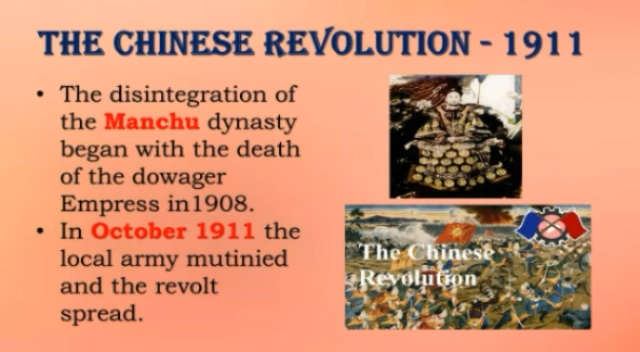 THE CHINESE REVOLUTION - 1911
• The disintegration of
the Manchu dynasty
began with the death
of the dowager
Empress in1908.
• In October 1911 the
local army mutinied
and the revolt
spread.
The Chinese
Revolution